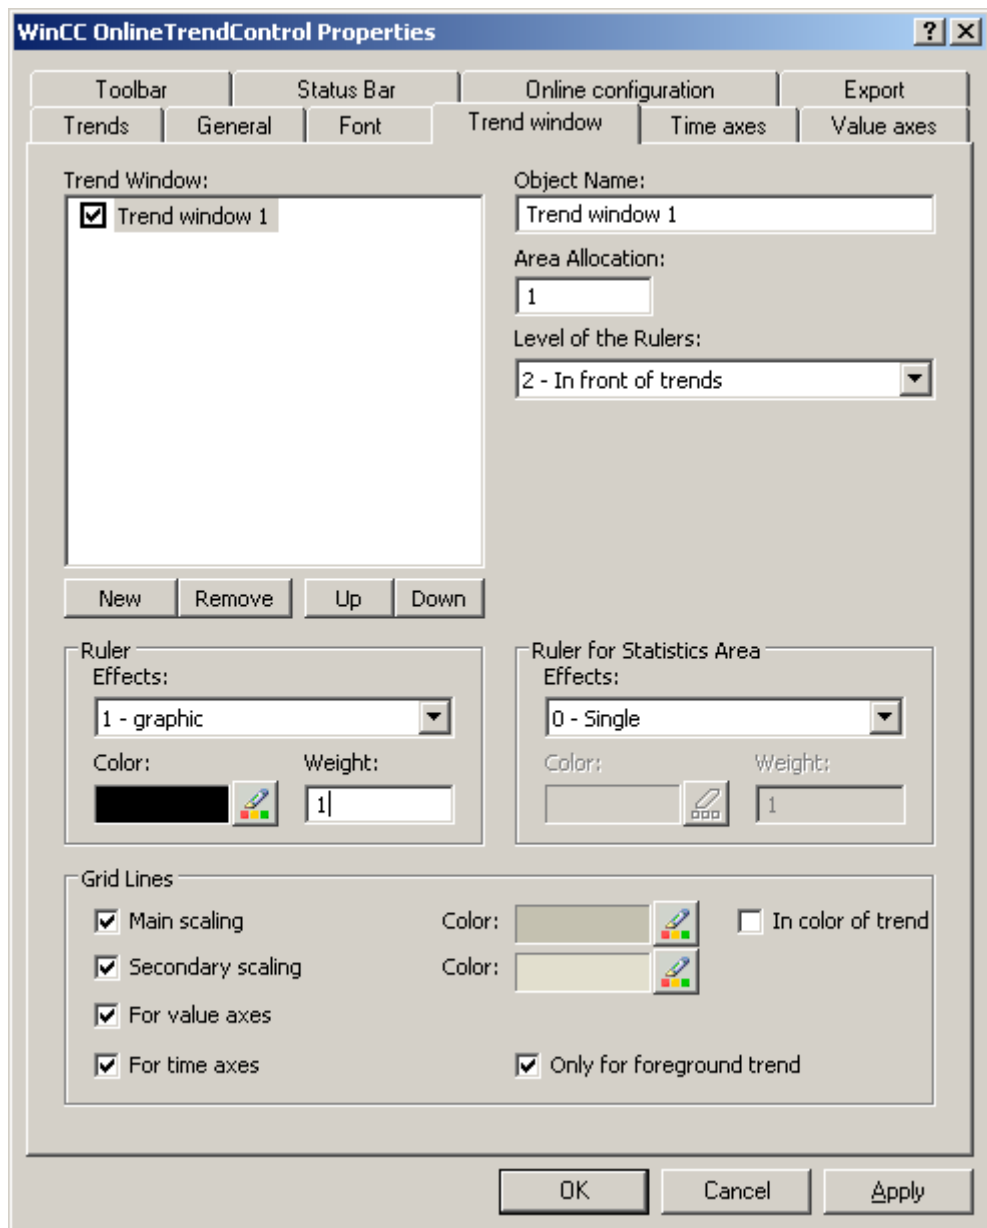 WinCC OnlineTrendControl Properties
Toolbar Status Bar Online configuration Export
Trends General Font Trend window Time axes Value axes
Trend Window:
Trend window 1
Object Name:
Trend window 1
Area Allocation:
1
Level of the Rulers:
2 - In front of trends
New Remove Up Down
Ruler
Effects:
1 - graphic
Color: Weight:
1
Ruler for Statistics Area
Effects:
0 - Single
Color: Weight:
1
Grid Lines
Main scaling Color: In color of trend
Secondary scaling Color:
For value axes
For time axes Only for foreground trend
OK Cancel Apply